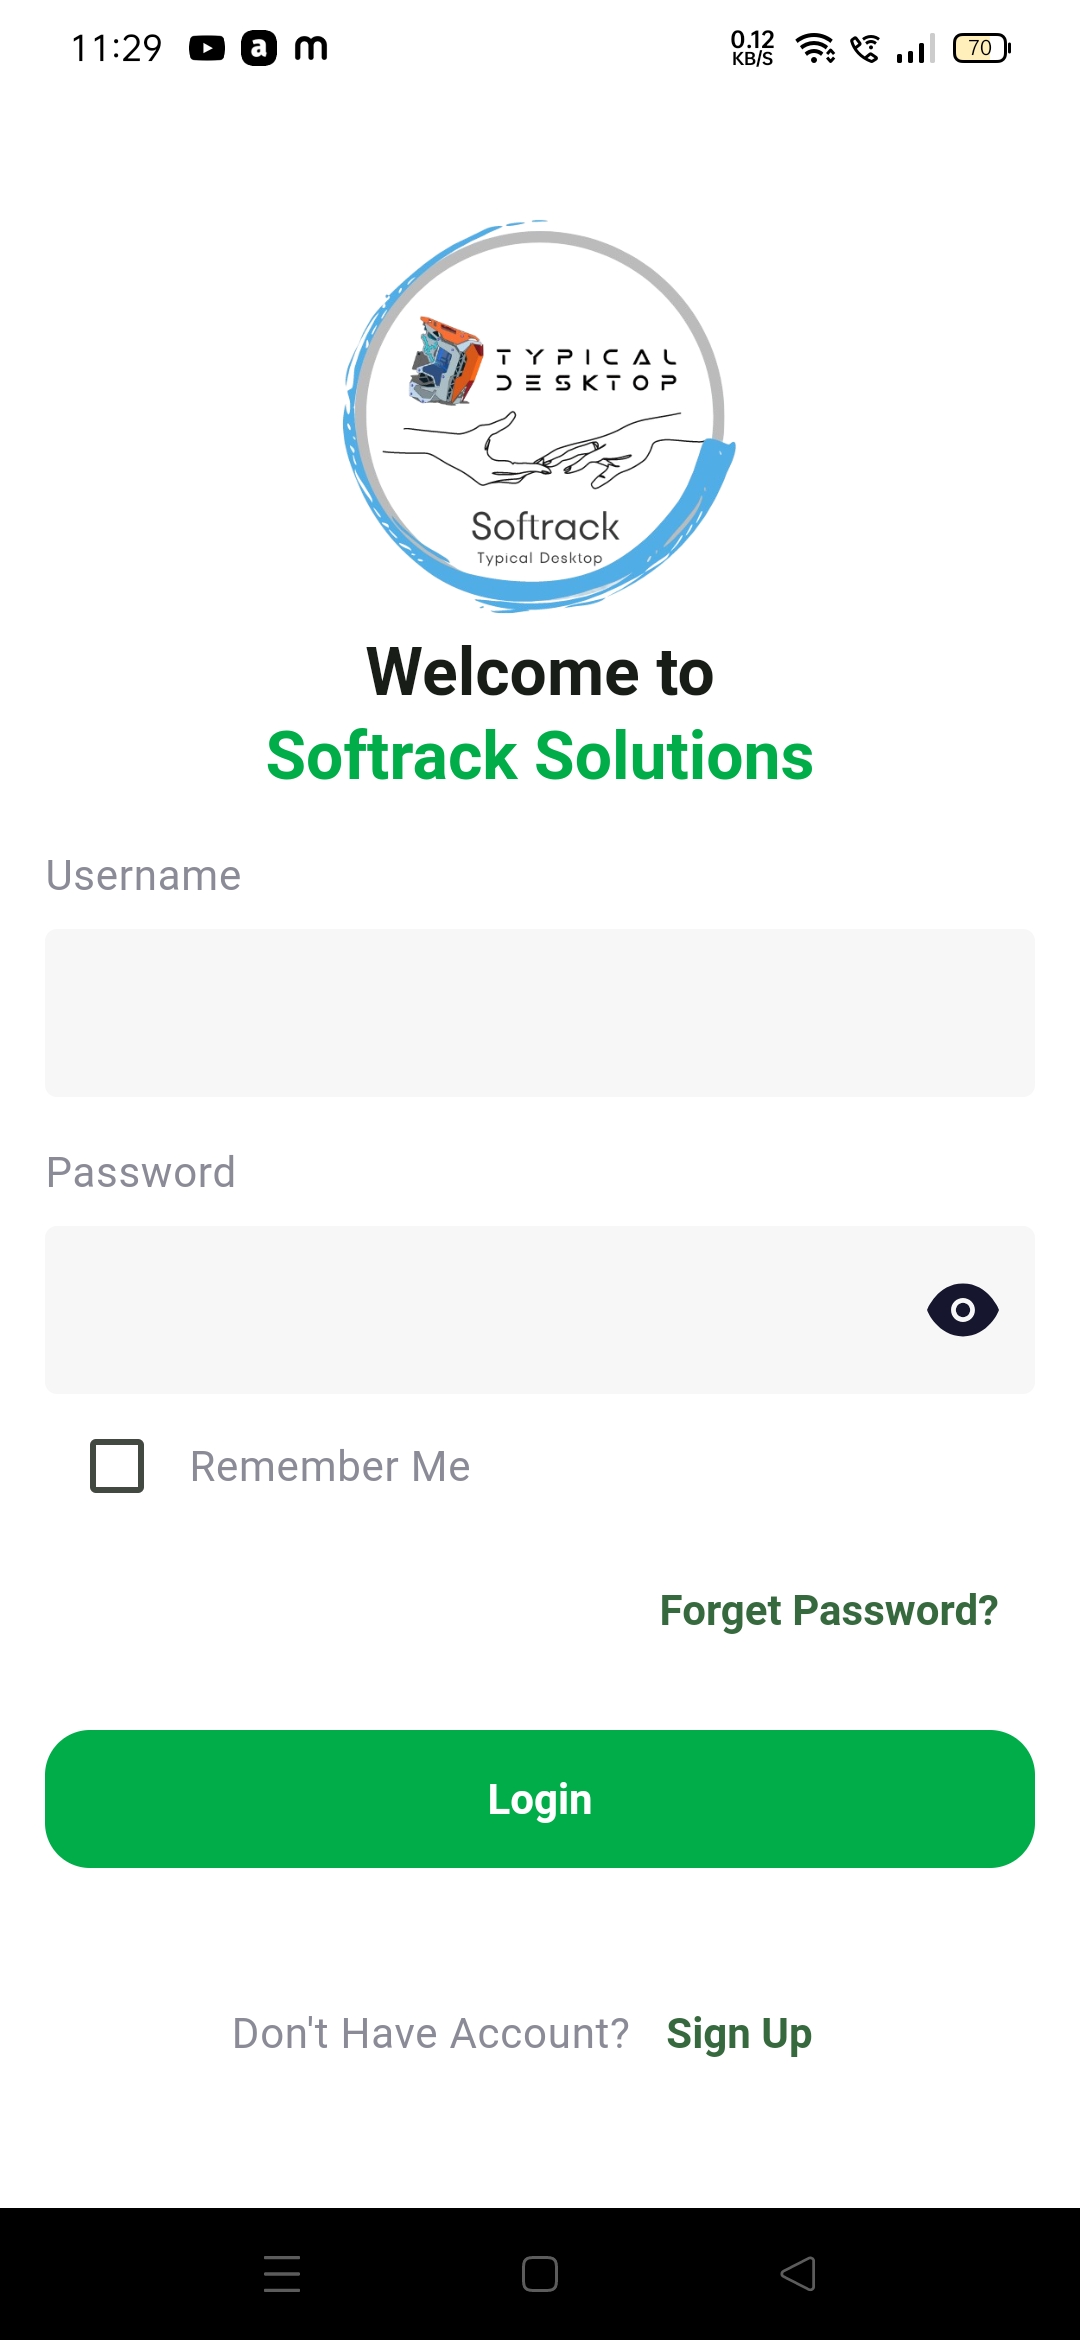 11:29
0.12
KB/S
70
TYPICAL
DESKTOP
Softrack
Typical Desktop
Welcome to
Softrack Solutions
Username
Password
Remember Me
Forget Password?
Login
Don't Have Account? Sign Up